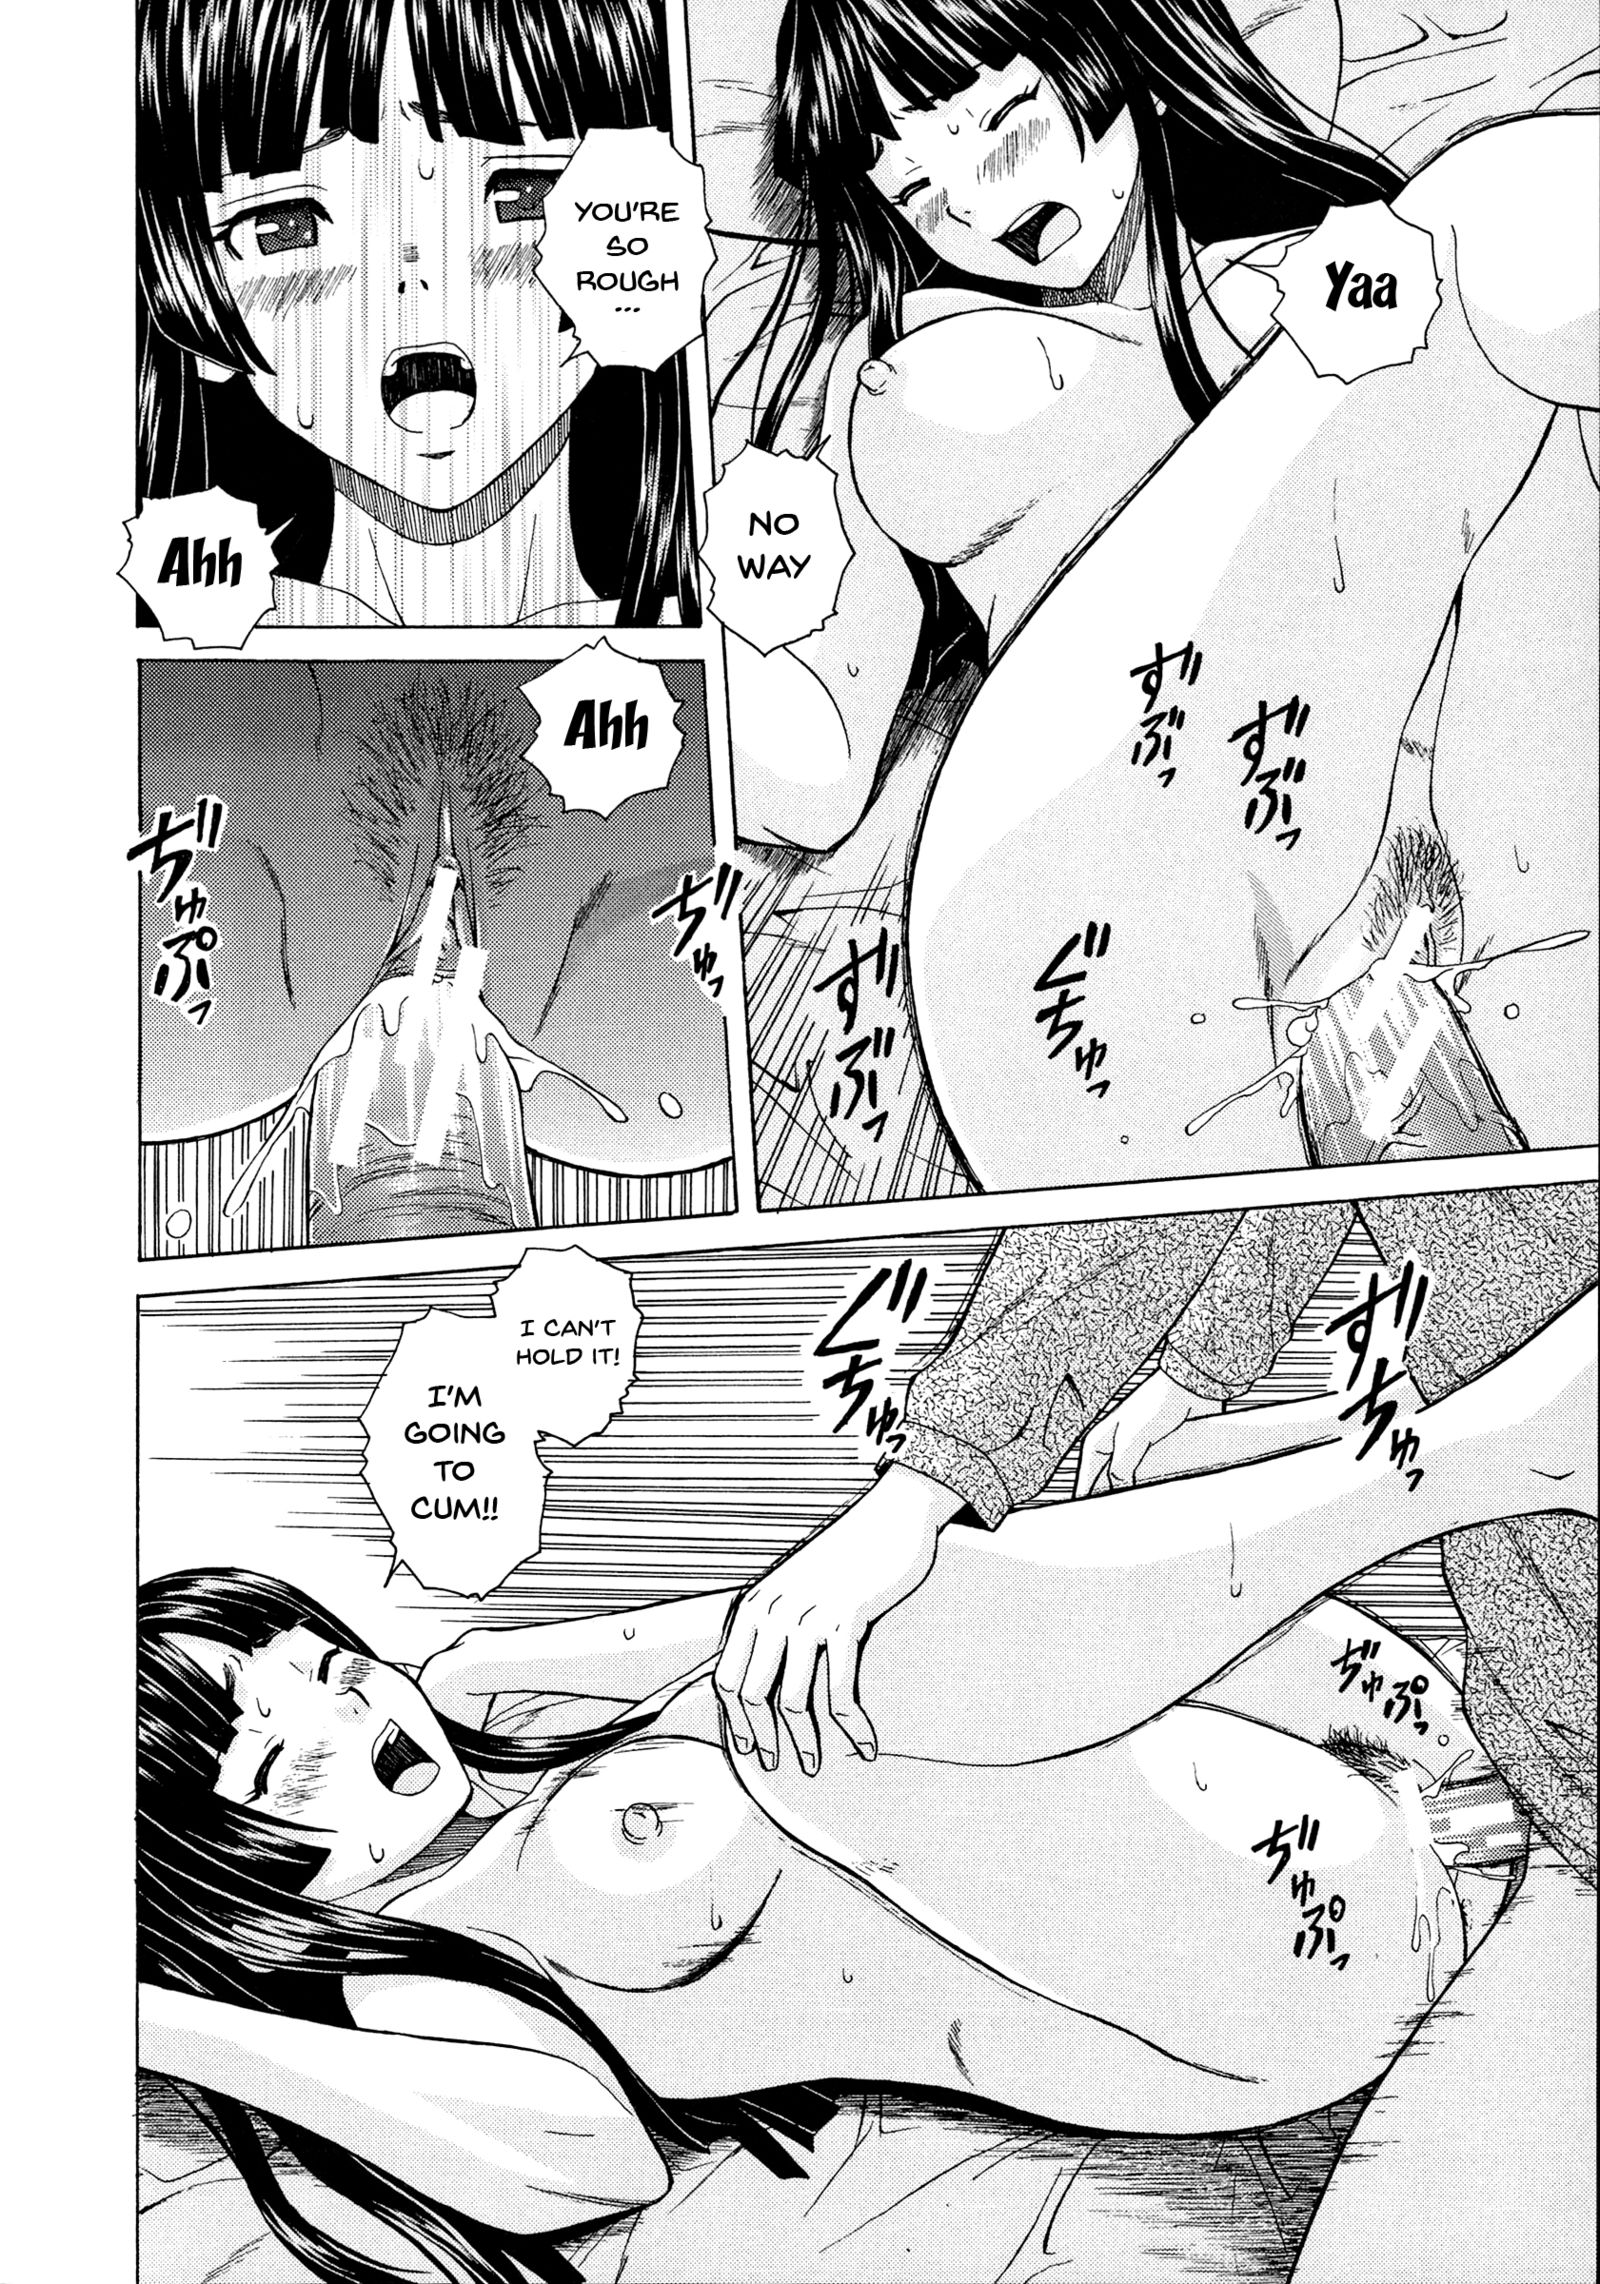 Yaa
NO
WAY
ずぶっ
ずぶっ
ぐちゅっ
ずぶっ
YOU'RE
SO
ROUGH
...
Ahh
Ahh
ぢゅぷっ
ぢゅっ
I CAN'T
HOLD IT!
I'M
GOING
TO
CUM!!
ぐちゅっ
ずちゅっ
ぢゅぷっ
ぢゅぷっ